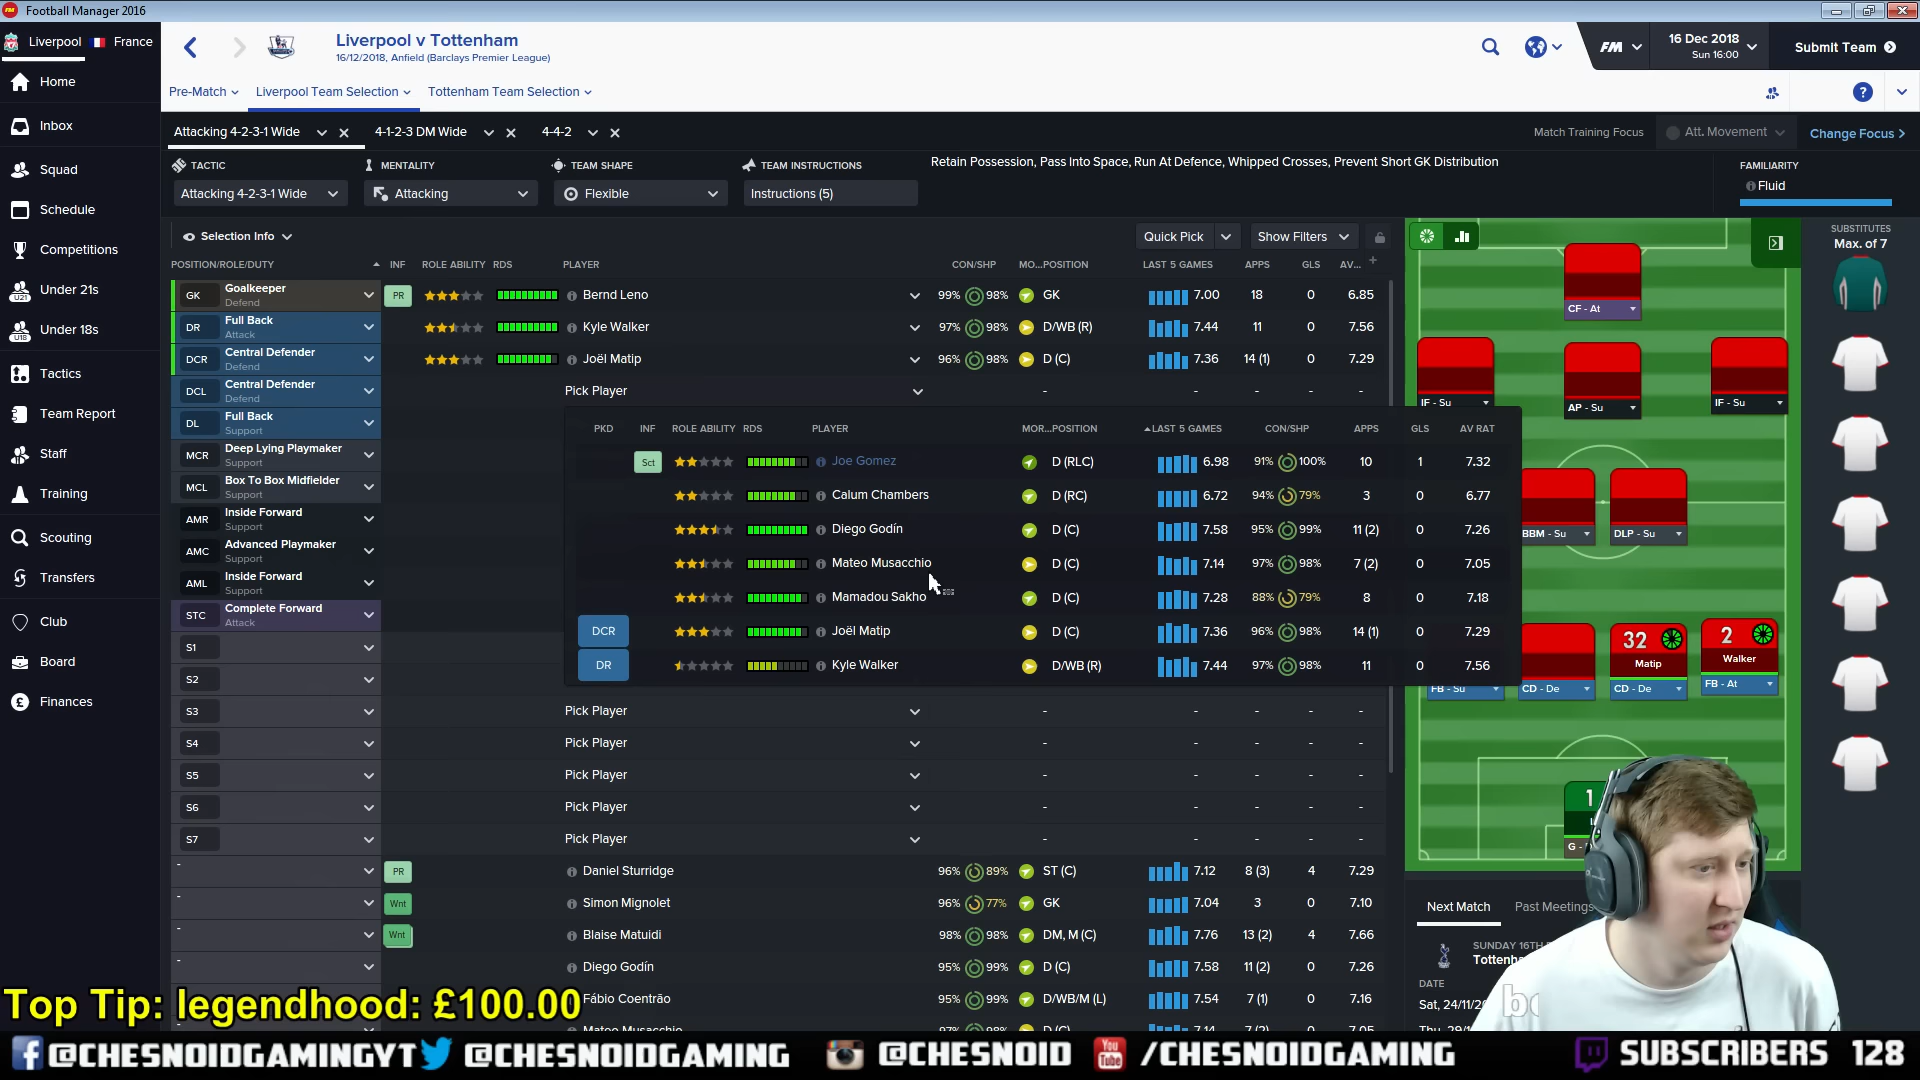 Football Manager 2016
Liverpool France
Liverpool v Tottenham
16/12/2018, Anfield (Barclays Premier League)
FM
16 Dec 2018
Sun 16:00
Submit Team
Home
Inbox
Squad
Schedule
Competitions
U21 Under 21s
U18 Under 18s
Tactics
Team Report
Staff
Training
Scouting
Transfers
Club
Board
Finances
Pre-Match Liverpool Team Selection Tottenham Team Selection
Attacking 4-2-3-1 Wide 4-1-2-3 DM Wide 4-4-2
Match Training Focus Att. Movement Change Focus
TACTIC MENTALITY TEAM SHAPE TEAM INSTRUCTIONS
Attacking 4-2-3-1 Wide Attacking Flexible Instructions (5)
Retain Possession, Pass Into Space, Run At Defence, Whipped Crosses, Prevent Short GK Distribution
FAMILIARITY
Fluid
Selection Info Quick Pick Show Filters
POSITION/ROLE/DUTY INF ROLE ABILITY RDS PLAYER CON/SHP MO... POSITION LAST 5 GAMES APPS GLS AV...
GK Goalkeeper Defend PR Bernd Leno 99% 98% GK 7.00 18 0 6.85
DR Full Back Attack Kyle Walker 97% 98% D/WB (R) 7.44 11 0 7.56
DCR Central Defender Defend Joël Matip 96% 98% D (C) 7.36 14 (1) 0 7.29
DCL Central Defender Defend Pick Player - - - - -
DL Full Back Support
MCR Deep Lying Playmaker Support
MCL Box To Box Midfielder Support
AMR Inside Forward Support
AMC Advanced Playmaker Support
AML Inside Forward Support
STC Complete Forward Attack
PKD INF ROLE ABILITY RDS PLAYER MOR... POSITION LAST 5 GAMES CON/SHP APPS GLS AV RAT
Sct Joe Gomez D (RLC) 6.98 91% 100% 10 1 7.32
Calum Chambers D (RC) 6.72 94% 79% 3 0 6.77
Diego Godín D (C) 7.58 95% 99% 11 (2) 0 7.26
Mateo Musacchio D (C) 7.14 97% 98% 7 (2) 0 7.05
Mamadou Sakho D (C) 7.28 88% 79% 8 0 7.18
DCR Joël Matip D (C) 7.36 96% 98% 14 (1) 0 7.29
DR Kyle Walker D/WB (R) 7.44 97% 98% 11 0 7.56
S1
S2
S3 Pick Player - - - - -
S4 Pick Player - - - - -
S5 Pick Player - - - - -
S6 Pick Player - - - - -
S7 Pick Player - - - - -
- PR Daniel Sturridge 96% 89% ST (C) 7.12 8 (3) 4 7.29
- Wnt Simon Mignolet 96% 77% GK 7.04 3 0 7.10
- Wnt Blaise Matuidi 98% 98% DM, M (C) 7.76 13 (2) 4 7.66
- Diego Godín 95% 99% D (C) 7.58 11 (2) 0 7.26
- Fábio Coentrão 95% 99% D/WB/M (L) 7.54 7 (1) 0 7.16
- Mateo Musacchio 97% 98% D (C) 7.14 7 (2) 0 7.05
SUBSTITUTES
Max. of 7
CF - At
IF - Su AP - Su IF - Su
BBM - Su DLP - Su
32 Matip 2 Walker
FB - Su CD - De CD - De FB - At
1
G -
Next Match Past Meetings
SUNDAY 16TH
DATE
Sat, 24/11/
Top Tip: legendhood: £100.00
@CHESNOIDGAMINGYT @CHESNOIDGAMING @CHESNOID You Tube /CHESNOIDGAMING SUBSCRIBERS 128